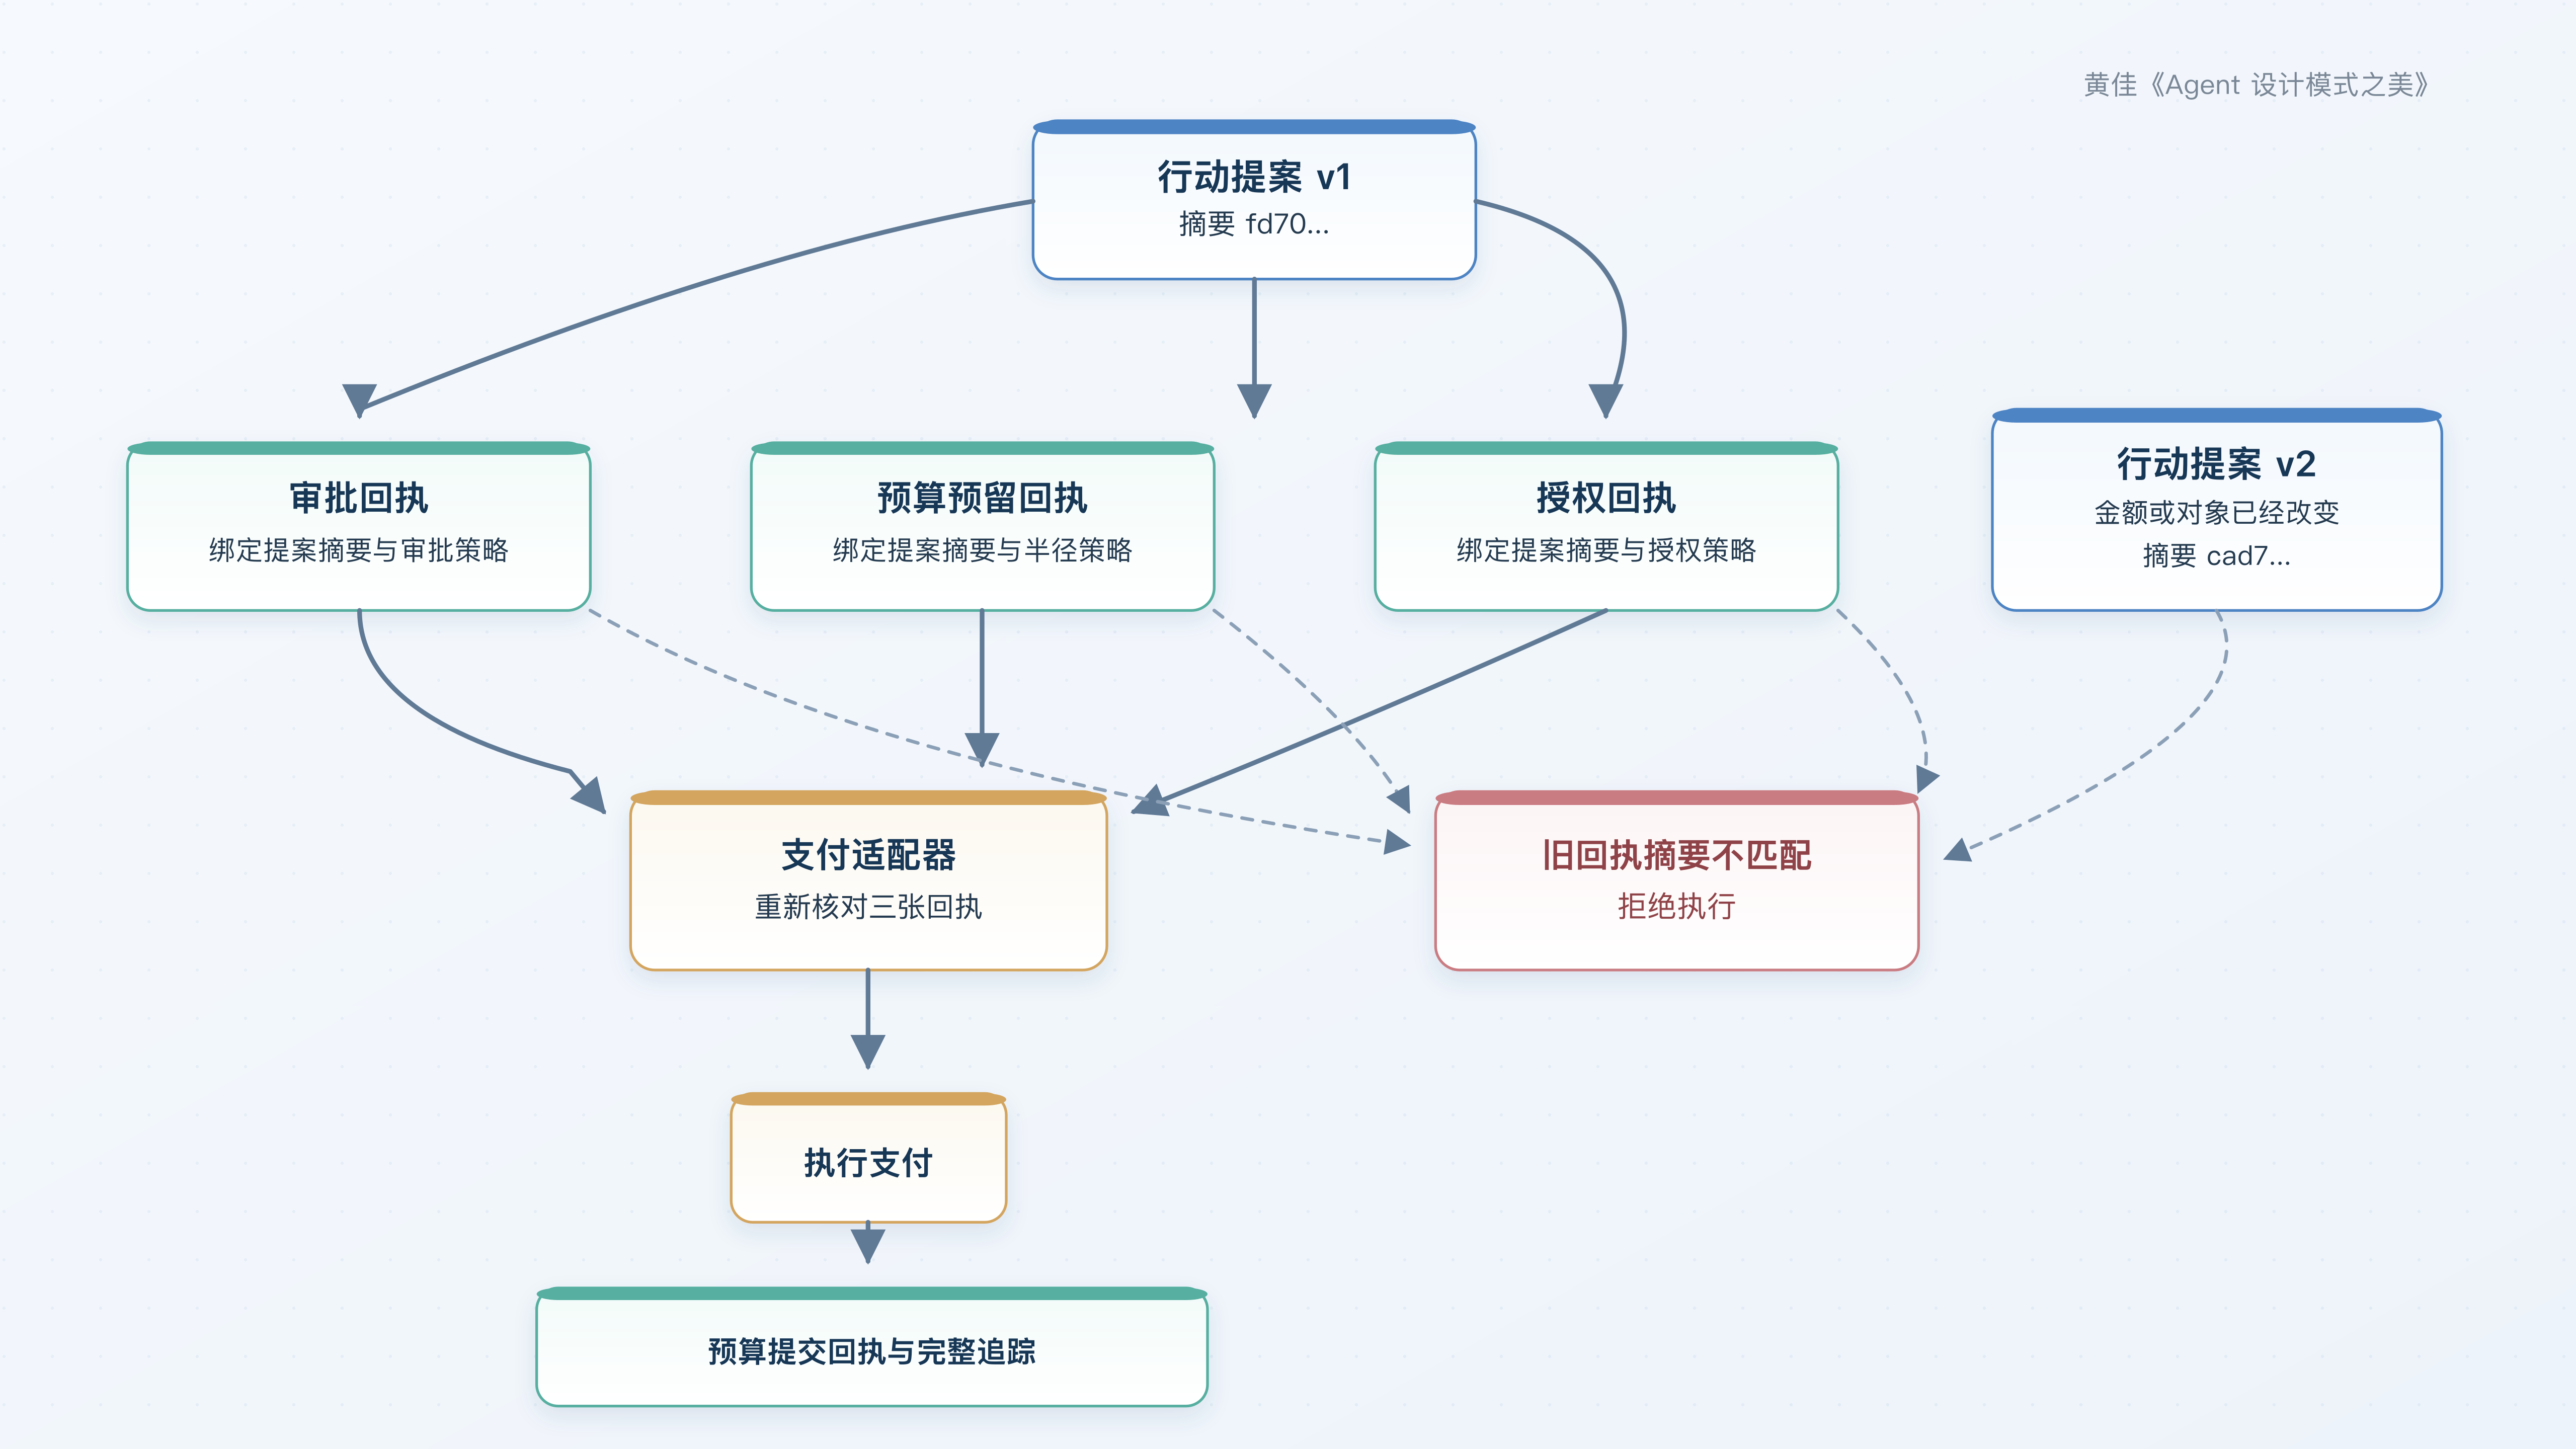 黄佳《Agent 设计模式之美》
行动提案 v1
摘要 fd70...
审批回执
绑定提案摘要与审批策略
预算预留回执
绑定提案摘要与半径策略
授权回执
绑定提案摘要与授权策略
行动提案 v2
金额或对象已经改变
摘要 cad7...
支付适配器
重新核对三张回执
旧回执摘要不匹配
拒绝执行
执行支付
预算提交回执与完整追踪